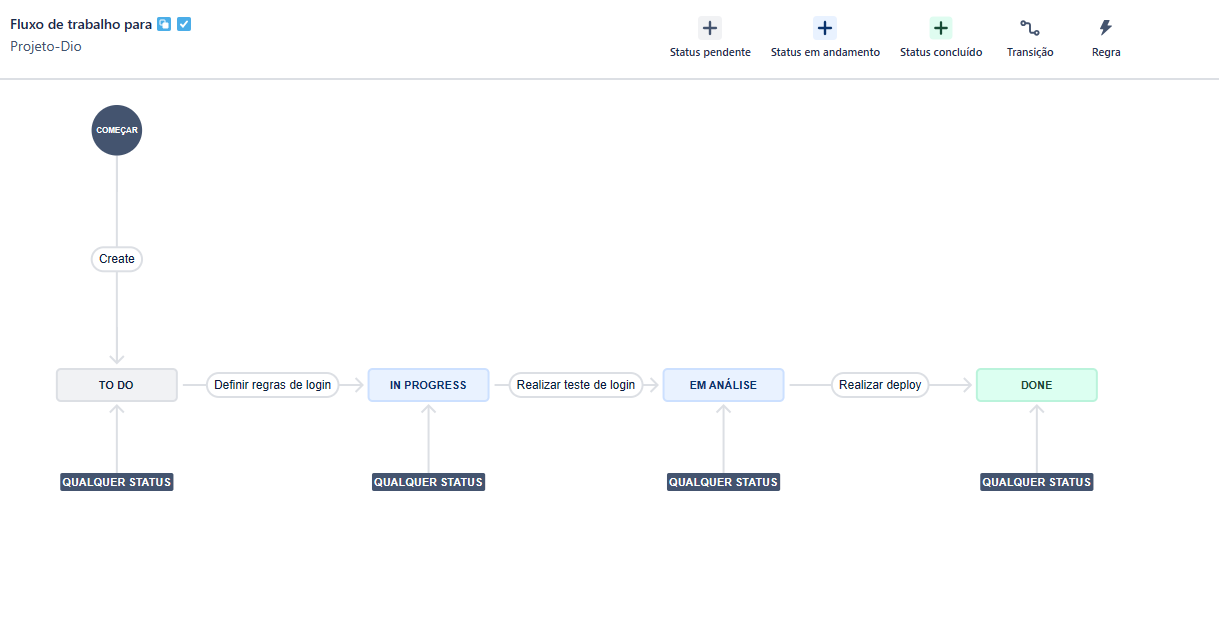 Fluxo de trabalho para
Projeto-Dio
Status pendente
Status em andamento
Status concluído
Transição
Regra
COMEÇAR
Create
TO DO
Definir regras de login
IN PROGRESS
Realizar teste de login
EM ANÁLISE
Realizar deploy
DONE
QUALQUER STATUS
QUALQUER STATUS
QUALQUER STATUS
QUALQUER STATUS